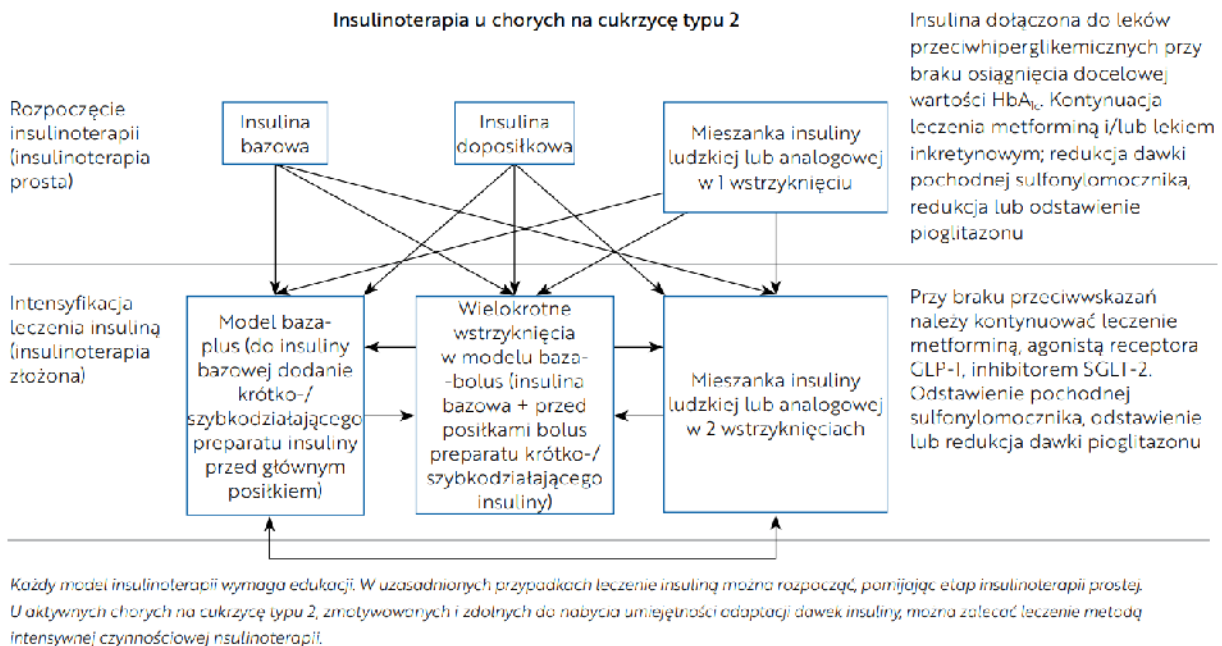 Insulinoterapia u chorych na cukrzycę typu 2
Rozpoczęcie
insulinoterapii
(insulinoterapia
prosta)
Insulina
bazowa
Insulina
doposiłkowa
Mieszanka insuliny
ludzkiej lub analogowej
w 1 wstrzyknięciu
Insulina dołączona do leków
przeciwhiperglikemicznych przy
braku osiągnięcia docelowej
wartości HbA1c. Kontynuacja
leczenia metforminą i/lub lekiem
inkretynowym; redukcja dawki
pochodnej sulfonylomocznika,
redukcja lub odstawienie
pioglitazonu
Intensyfikacja
leczenia insuliną
(insulinoterapia
złożona)
Model baza-
plus (do insuliny
bazowej dodanie
krótko-/
szybkodziałającego
preparatu insuliny
przed głównym
posiłkiem)
Wielokrotne
wstrzyknięcia
w modelu baza-
-bolus (insulina
bazowa + przed
posiłkami bolus
preparatu krótko-/
szybkodziałającego
insuliny)
Mieszanka insuliny
ludzkiej lub analogowej
w 2 wstrzyknięciach
Przy braku przeciwwskazań
należy kontynuować leczenie
metforminą, agonistą receptora
GLP-1, inhibitorem SGLT-2.
Odstawienie pochodnej
sulfonylomocznika, odstawienie
lub redukcja dawki pioglitazonu
Każdy model insulinoterapii wymaga edukacji. W uzasadnionych przypadkach leczenie insuliną można rozpocząć, pomijając etap insulinoterapii prostej.
U aktywnych chorych na cukrzycę typu 2, zmotywowanych i zdolnych do nabycia umiejętności adaptacji dawek insuliny, można zalecać leczenie metodą
intensywnej czynnościowej nsulinoterapii.